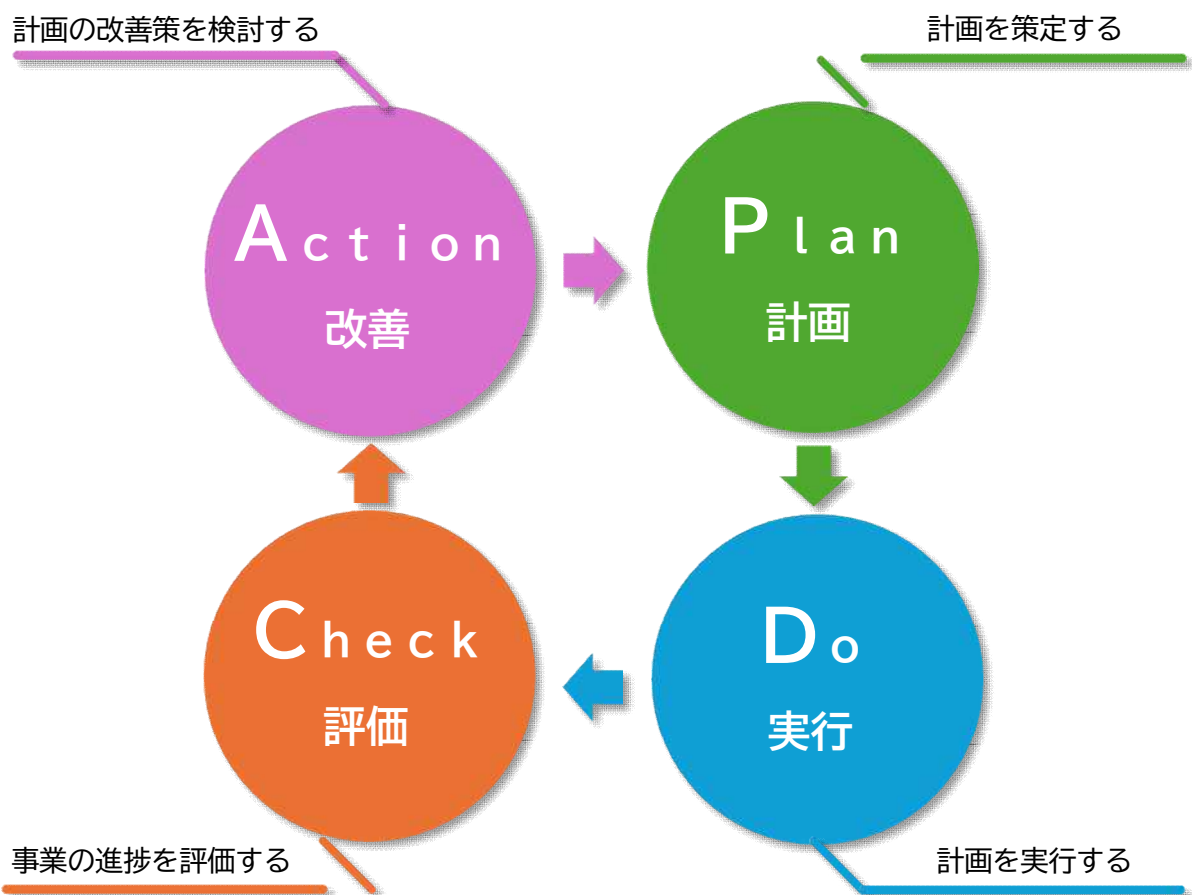 計画の改善策を検討する
計画を策定する
Action
改善
Plan
計画
Check
評価
Do
実行
事業の進捗を評価する
計画を実行する